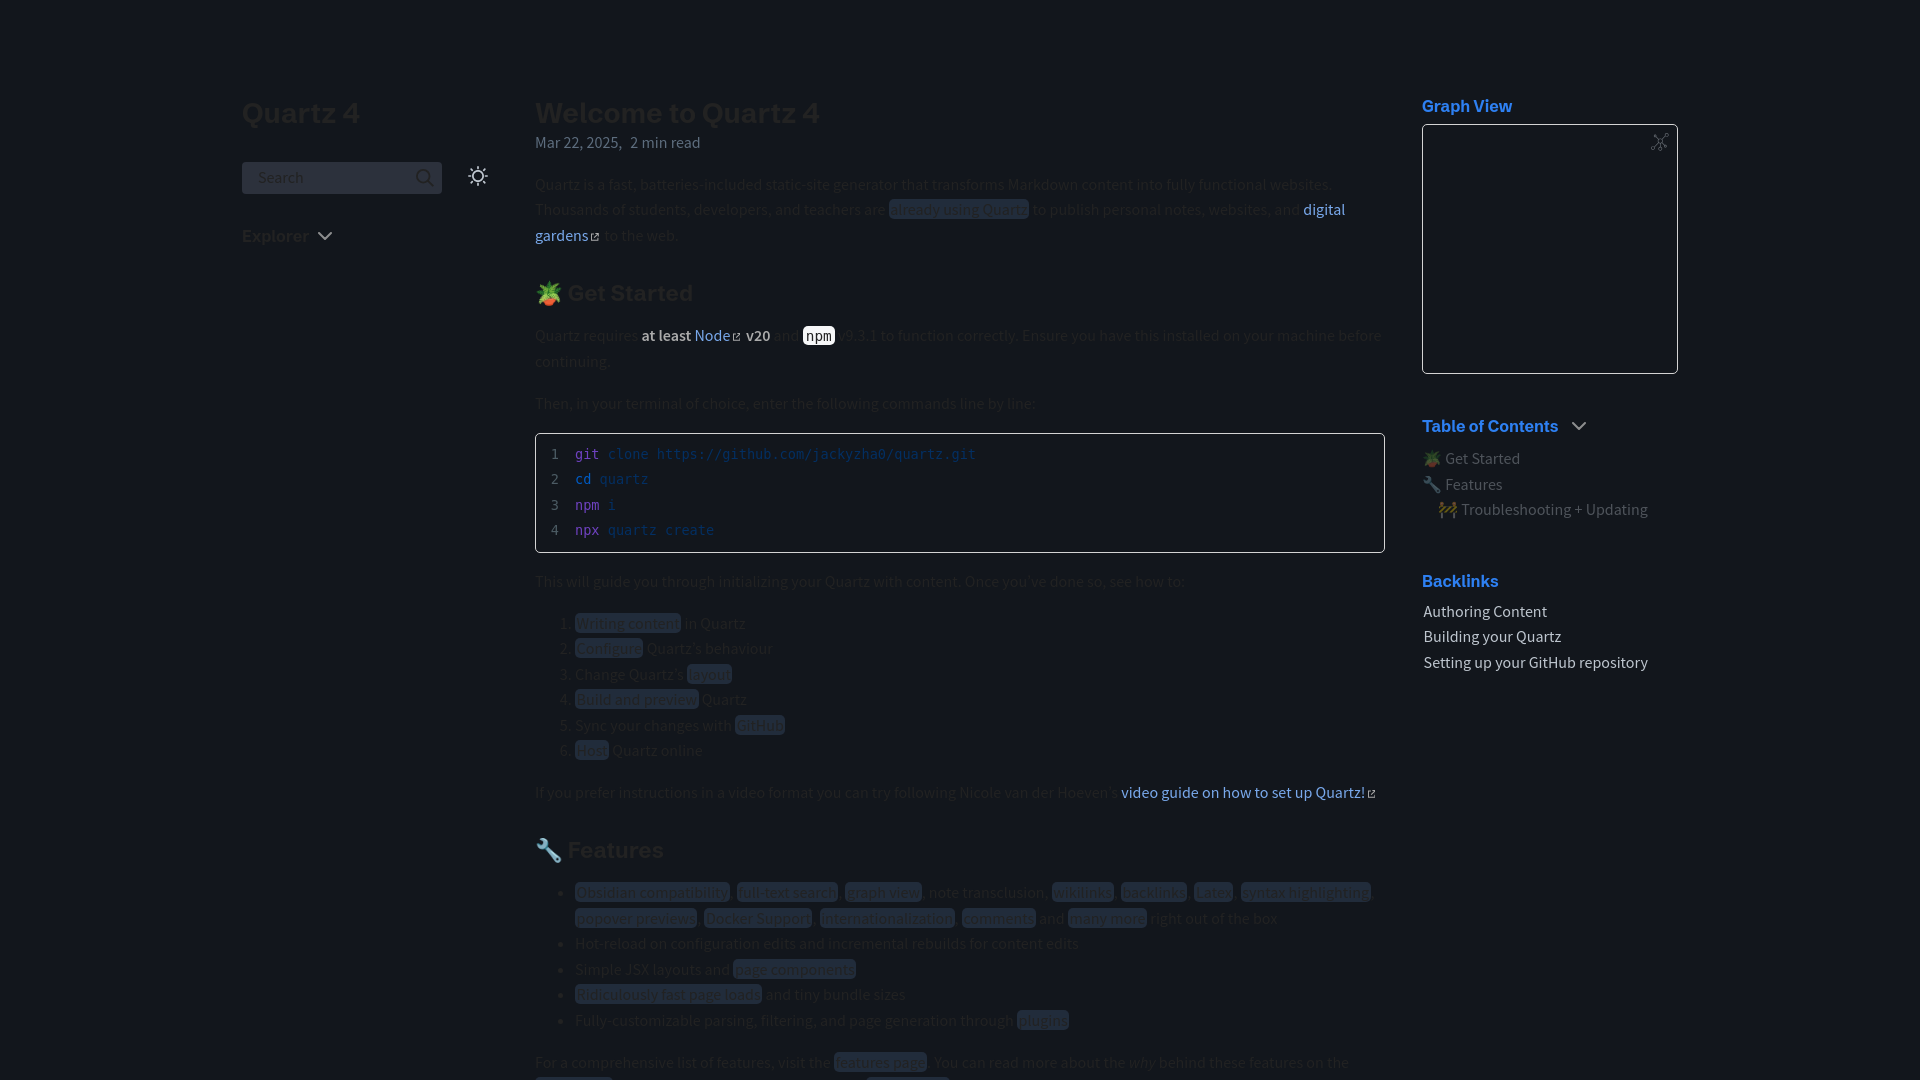 Quartz 4
Search
Explorer
Welcome to Quartz 4
Mar 22, 2025, 2 min read
Quartz is a fast, batteries-included static-site generator that transforms Markdown content into fully functional websites.
Thousands of students, developers, and teachers are already using Quartz to publish personal notes, websites, and digital
gardens to the web.
🪴 Get Started
Quartz requires at least Node v20 and npm v9.3.1 to function correctly. Ensure you have this installed on your machine before
continuing.
Then, in your terminal of choice, enter the following commands line by line:
1 git clone https://github.com/jackyzha0/quartz.git
2 cd quartz
3 npm i
4 npx quartz create
This will guide you through initializing your Quartz with content. Once you've done so, see how to:
1. Writing content in Quartz
2. Configure Quartz's behaviour
3. Change Quartz's layout
4. Build and preview Quartz
5. Sync your changes with GitHub
6. Host Quartz online
If you prefer instructions in a video format you can try following Nicole van der Hoeven's video guide on how to set up Quartz!
🔧 Features
• Obsidian compatibility, full-text search, graph view, note transclusion, wikilinks, backlinks, Latex, syntax highlighting,
popover previews, Docker Support, internationalization, comments and many more right out of the box
• Hot-reload on configuration edits and incremental rebuilds for content edits
• Simple JSX layouts and page components
• Ridiculously fast page loads and tiny bundle sizes
• Fully-customizable parsing, filtering, and page generation through plugins
For a comprehensive list of features, visit the features page. You can read more about the why behind these features on the
Graph View
Table of Contents
🪴 Get Started
🔧 Features
🚧 Troubleshooting + Updating
Backlinks
Authoring Content
Building your Quartz
Setting up your GitHub repository